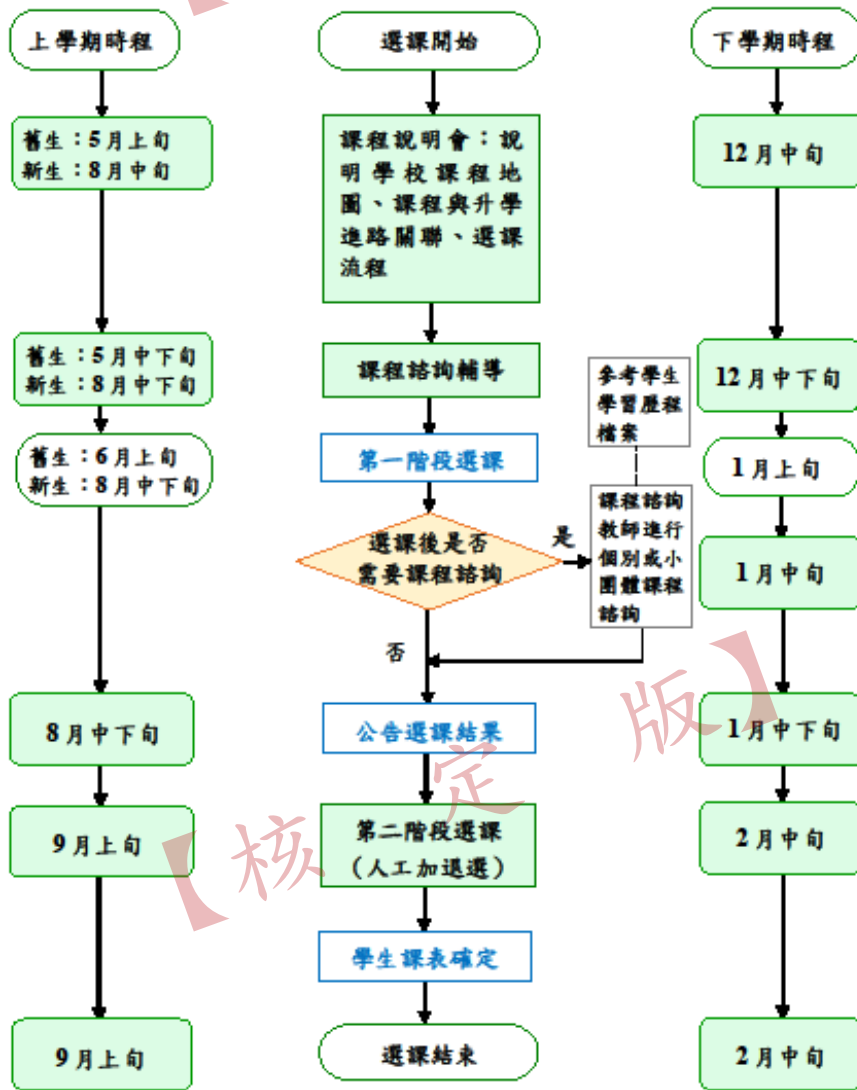 上學期時程
選課開始
下學期時程
舊生：5月上旬
新生：8月中旬
課程說明會：說
明學校課程地
圖、課程與升學
進路關聯、選課
流程
12月中旬
舊生：5月中下旬
新生：8月中下旬
課程諮詢輔導
參考學生
學習歷程
檔案
12月中下旬
舊生：6月上旬
新生：8月中下旬
第一階段選課
1月上旬
選課後是否
需要課程諮詢
是
課程諮詢
教師進行
個別或小
團體課程
諮詢
1月中旬
否
8月中下旬
公告選課結果
1月中下旬
9月上旬
第二階段選課
（人工加退選）
2月中旬
學生課表確定
9月上旬
選課結束
2月中旬
【核定版】